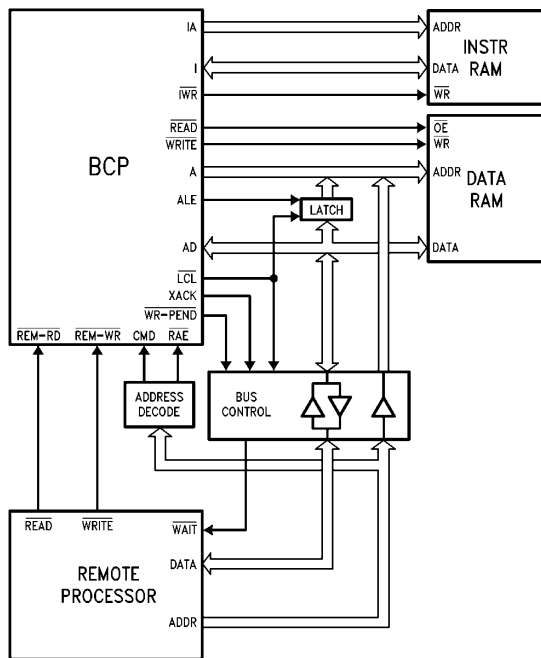 IA
ADDR
INSTR
RAM
I
DATA
IWR
WR
READ
OE
WRITE
WR
BCP
A
ADDR
DATA
RAM
ALE
LATCH
AD
DATA
LCL
XACK
WR-PEND
REM-RD
REM-WR
CMD
RAE
ADDRESS
DECODE
BUS
CONTROL
READ
WRITE
WAIT
DATA
REMOTE
PROCESSOR
ADDR